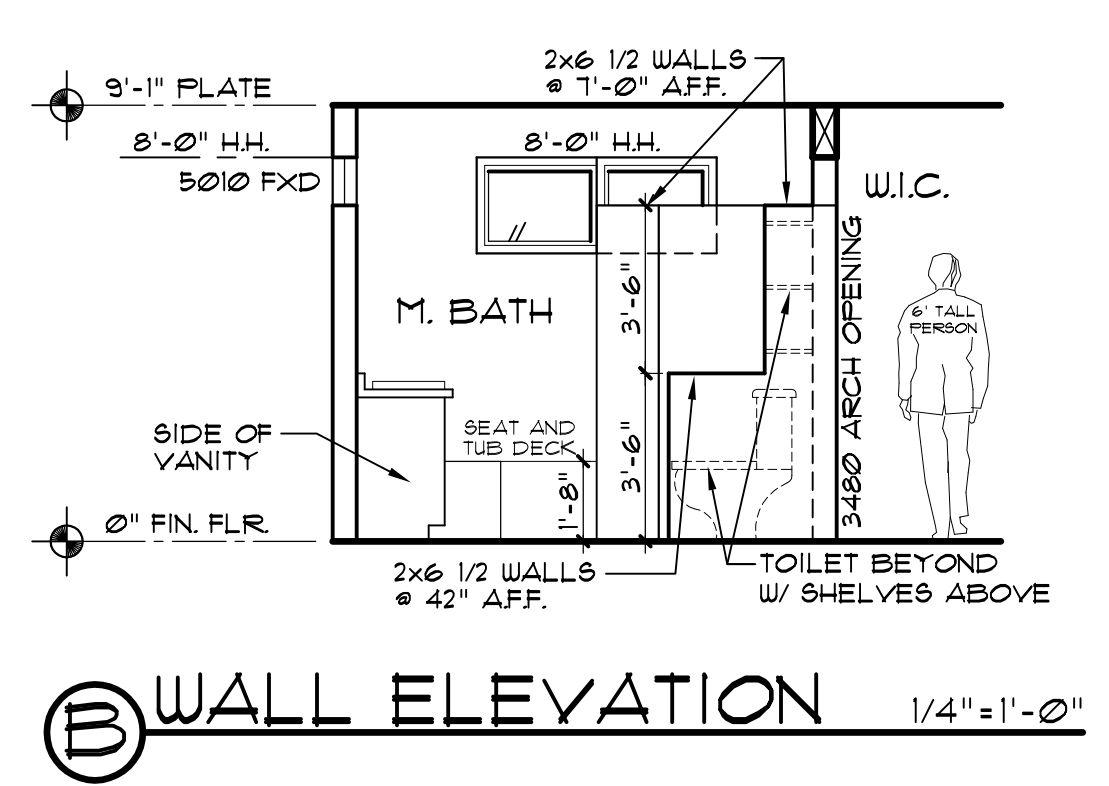 2x6 1/2 WALLS
@ 7'-0" A.F.F.
9'-1" PLATE
8'-0" H.H.
8'-0" H.H.
5010 FXD
W.I.C.
3480 ARCH OPENING
6' TALL
PERSON
M. BATH
3'-6"
3'-6"
SEAT AND
TUB DECK
1'-8"
SIDE OF
VANITY
0" FIN. FLR.
2x6 1/2 WALLS
@ 42" A.F.F.
TOILET BEYOND
W/ SHELVES ABOVE
B WALL ELEVATION
1/4"=1'-0"